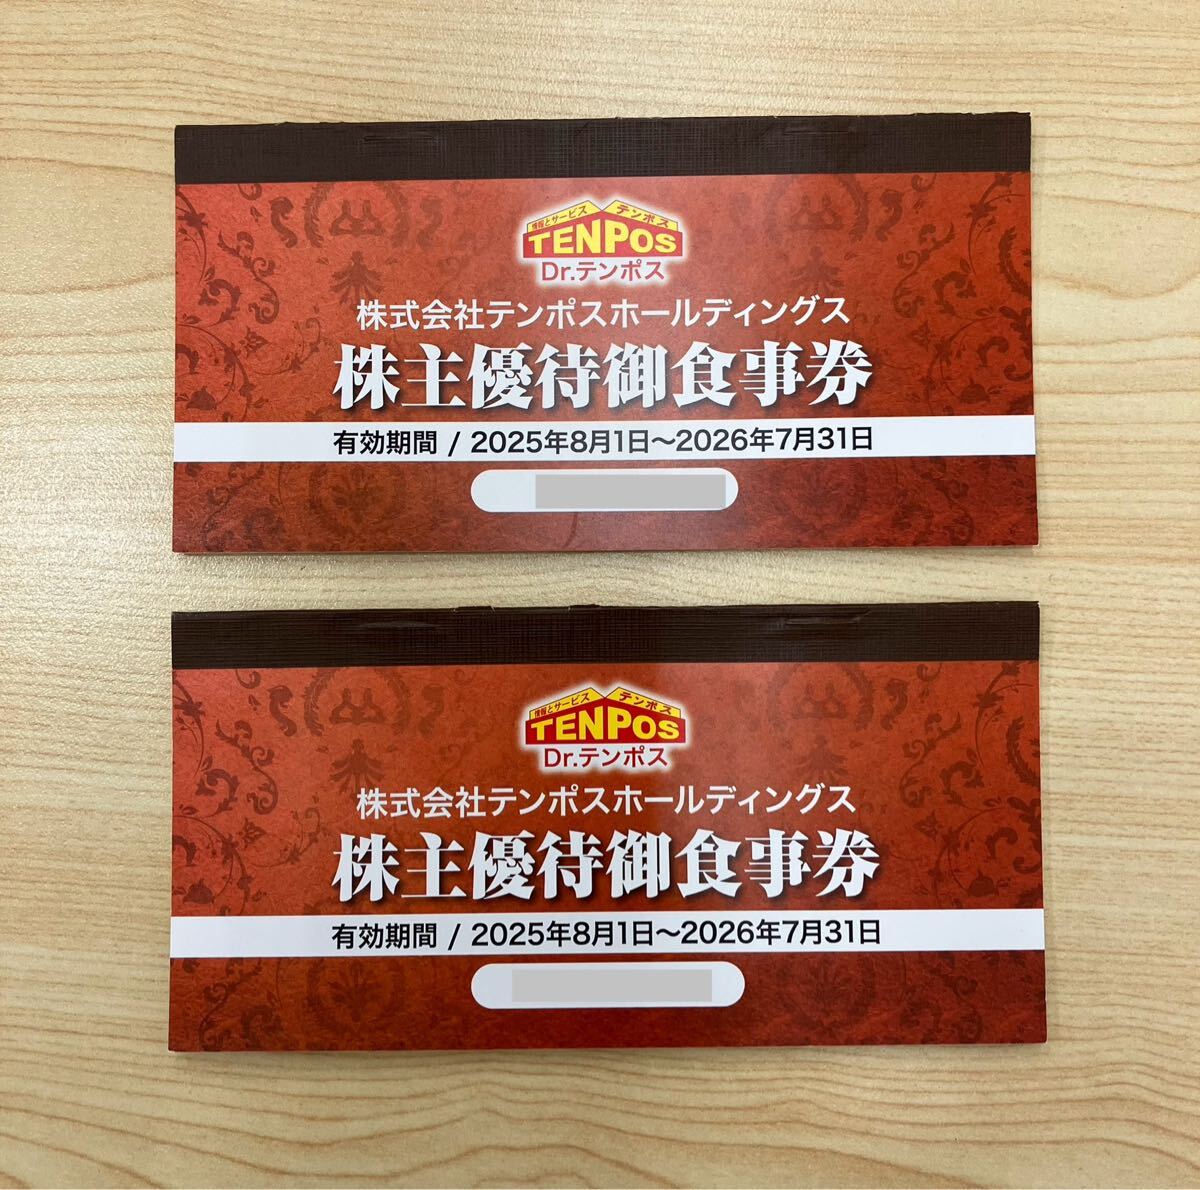 情報とサービス テンポス
TENPOS
Dr.テンポス
株式会社テンポスホールディングス
株主優待御食事券
有効期間 / 2025年8月1日～2026年7月31日
情報とサービス テンポス
TENPOS
Dr.テンポス
株式会社テンポスホールディングス
株主優待御食事券
有効期間 / 2025年8月1日～2026年7月31日